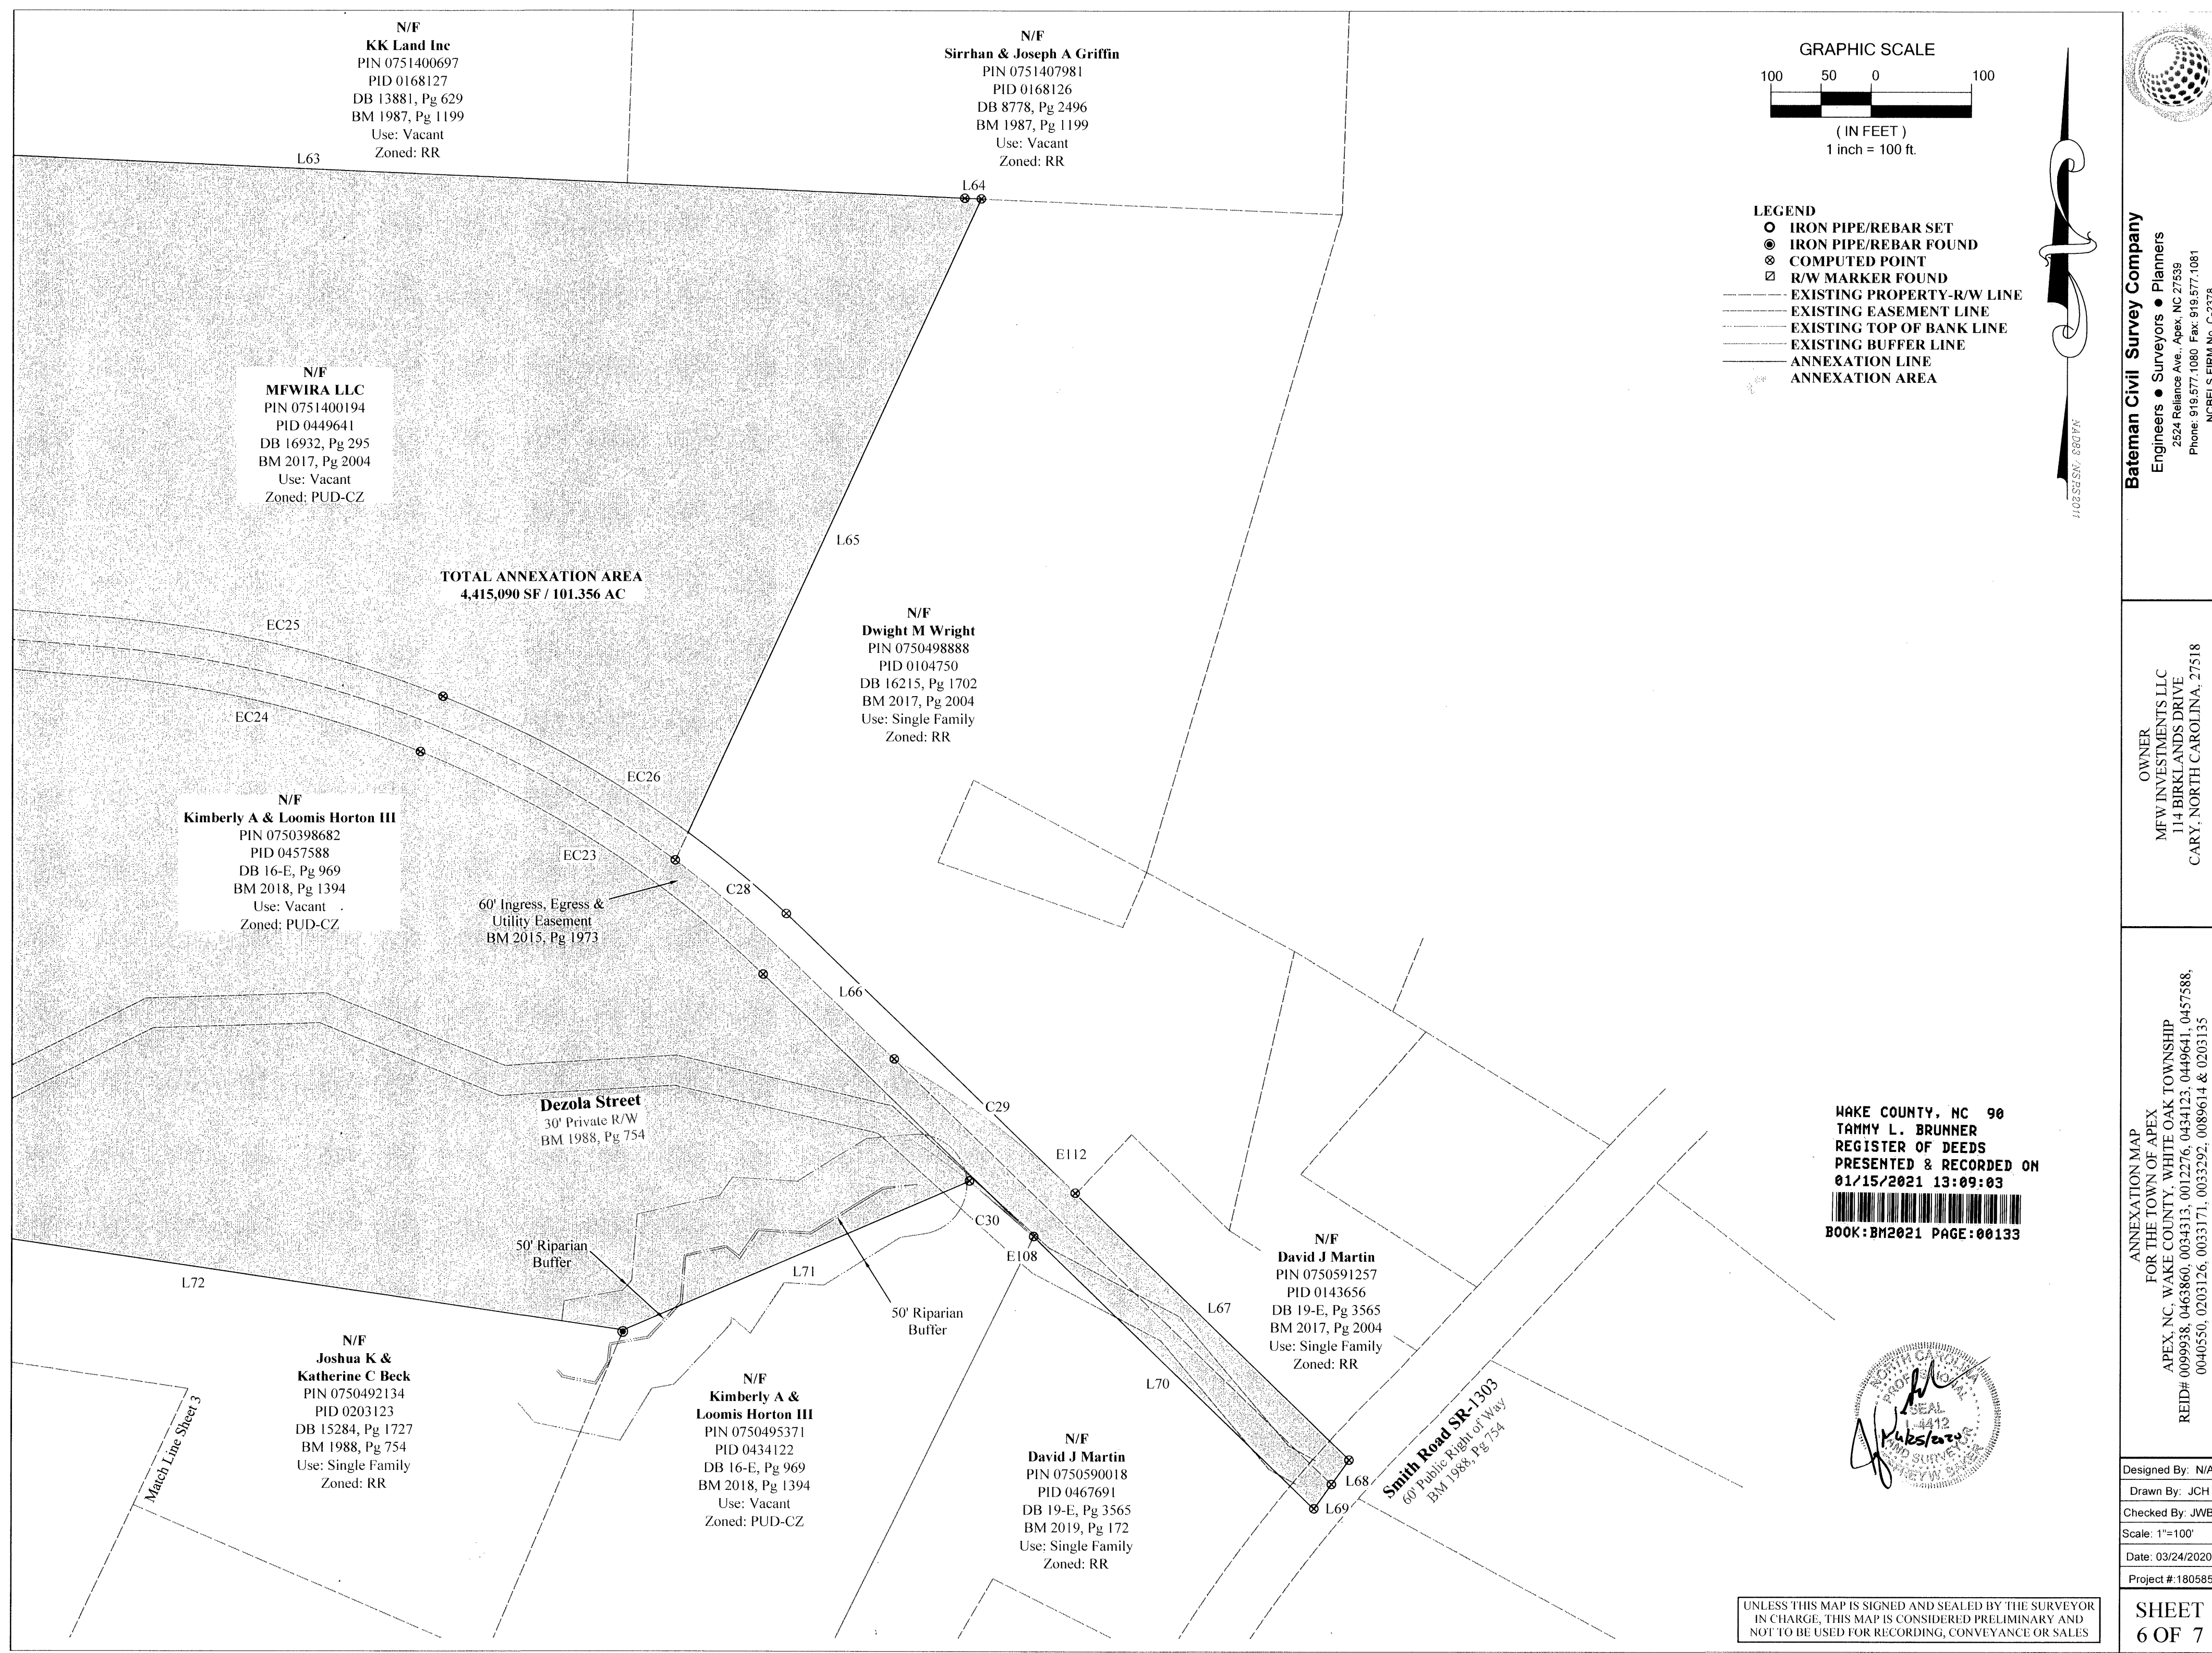 N/F
KK Land Inc
PIN 0751400697
PID 0168127
DB 13881, Pg 629
BM 1987, Pg 1199
Use: Vacant
Zoned: RR
N/F
Sirrhan & Joseph A Griffin
PIN 0751407981
PID 0168126
DB 8778, Pg 2496
BM 1987, Pg 1199
Use: Vacant
Zoned: RR
L63
L64
GRAPHIC SCALE
100 50 0 100
( IN FEET )
1 inch = 100 ft.
LEGEND
IRON PIPE/REBAR SET
IRON PIPE/REBAR FOUND
COMPUTED POINT
R/W MARKER FOUND
EXISTING PROPERTY-R/W LINE
EXISTING EASEMENT LINE
EXISTING TOP OF BANK LINE
EXISTING BUFFER LINE
ANNEXATION LINE
ANNEXATION AREA
NAD83/NSRS2011
N/F
MFWIRA LLC
PIN 0751400194
PID 0449641
DB 16932, Pg 295
BM 2017, Pg 2004
Use: Vacant
Zoned: PUD-CZ
L65
TOTAL ANNEXATION AREA
4,415,090 SF / 101.356 AC
EC25
N/F
Dwight M Wright
PIN 0750498888
PID 0104750
DB 16215, Pg 1702
BM 2017, Pg 2004
Use: Single Family
Zoned: RR
EC24
EC26
N/F
Kimberly A & Loomis Horton III
PIN 0750398682
PID 0457588
DB 16-E, Pg 969
BM 2018, Pg 1394
Use: Vacant
Zoned: PUD-CZ
EC23
C28
60' Ingress, Egress &
Utility Easement
BM 2015, Pg 1973
L66
Dezola Street
30' Private R/W
BM 1988, Pg 754
C29
E112
C30
E108
50' Riparian
Buffer
L71
L72
50' Riparian
Buffer
N/F
David J Martin
PIN 0750591257
PID 0143656
DB 19-E, Pg 3565
BM 2017, Pg 2004
Use: Single Family
Zoned: RR
L67
L70
N/F
Joshua K &
Katherine C Beck
PIN 0750492134
PID 0203123
DB 15284, Pg 1727
BM 1988, Pg 754
Use: Single Family
Zoned: RR
Match Line Sheet 3
N/F
Kimberly A &
Loomis Horton III
PIN 0750495371
PID 0434122
DB 16-E, Pg 969
BM 2018, Pg 1394
Use: Vacant
Zoned: PUD-CZ
N/F
David J Martin
PIN 0750590018
PID 0467691
DB 19-E, Pg 3565
BM 2019, Pg 172
Use: Single Family
Zoned: RR
L68
L69
Smith Road SR-1303
60' Public Right of Way
BM 1988, Pg 754
WAKE COUNTY, NC 90
TAMMY L. BRUNNER
REGISTER OF DEEDS
PRESENTED & RECORDED ON
01/15/2021 13:09:03
BOOK:BM2021 PAGE:00133
NORTH CAROLINA
PROFESSIONAL
SEAL
L-4412
LAND SURVEYOR
UNLESS THIS MAP IS SIGNED AND SEALED BY THE SURVEYOR
IN CHARGE, THIS MAP IS CONSIDERED PRELIMINARY AND
NOT TO BE USED FOR RECORDING, CONVEYANCE OR SALES
Bateman Civil Survey Company
Engineers ● Surveyors ● Planners
2524 Reliance Ave., Apex, NC 27539
Phone: 919.577.1080 Fax: 919.577.1081
NCBELS FIRM No. C-2378
OWNER
MFW INVESTMENTS LLC
114 BIRKLANDS DRIVE
CARY, NORTH CAROLINA, 27518
ANNEXATION MAP
FOR THE TOWN OF APEX
APEX, NC, WAKE COUNTY, WHITE OAK TOWNSHIP
REID# 0099938, 0463860, 0034313, 0012276, 0434123, 0449641, 0457588,
0040550, 0203126, 0033171, 0033292, 0089614 & 0203135
Designed By: N/A
Drawn By: JCH
Checked By: JWB
Scale: 1"=100'
Date: 03/24/2020
Project #:180585
SHEET
6 OF 7